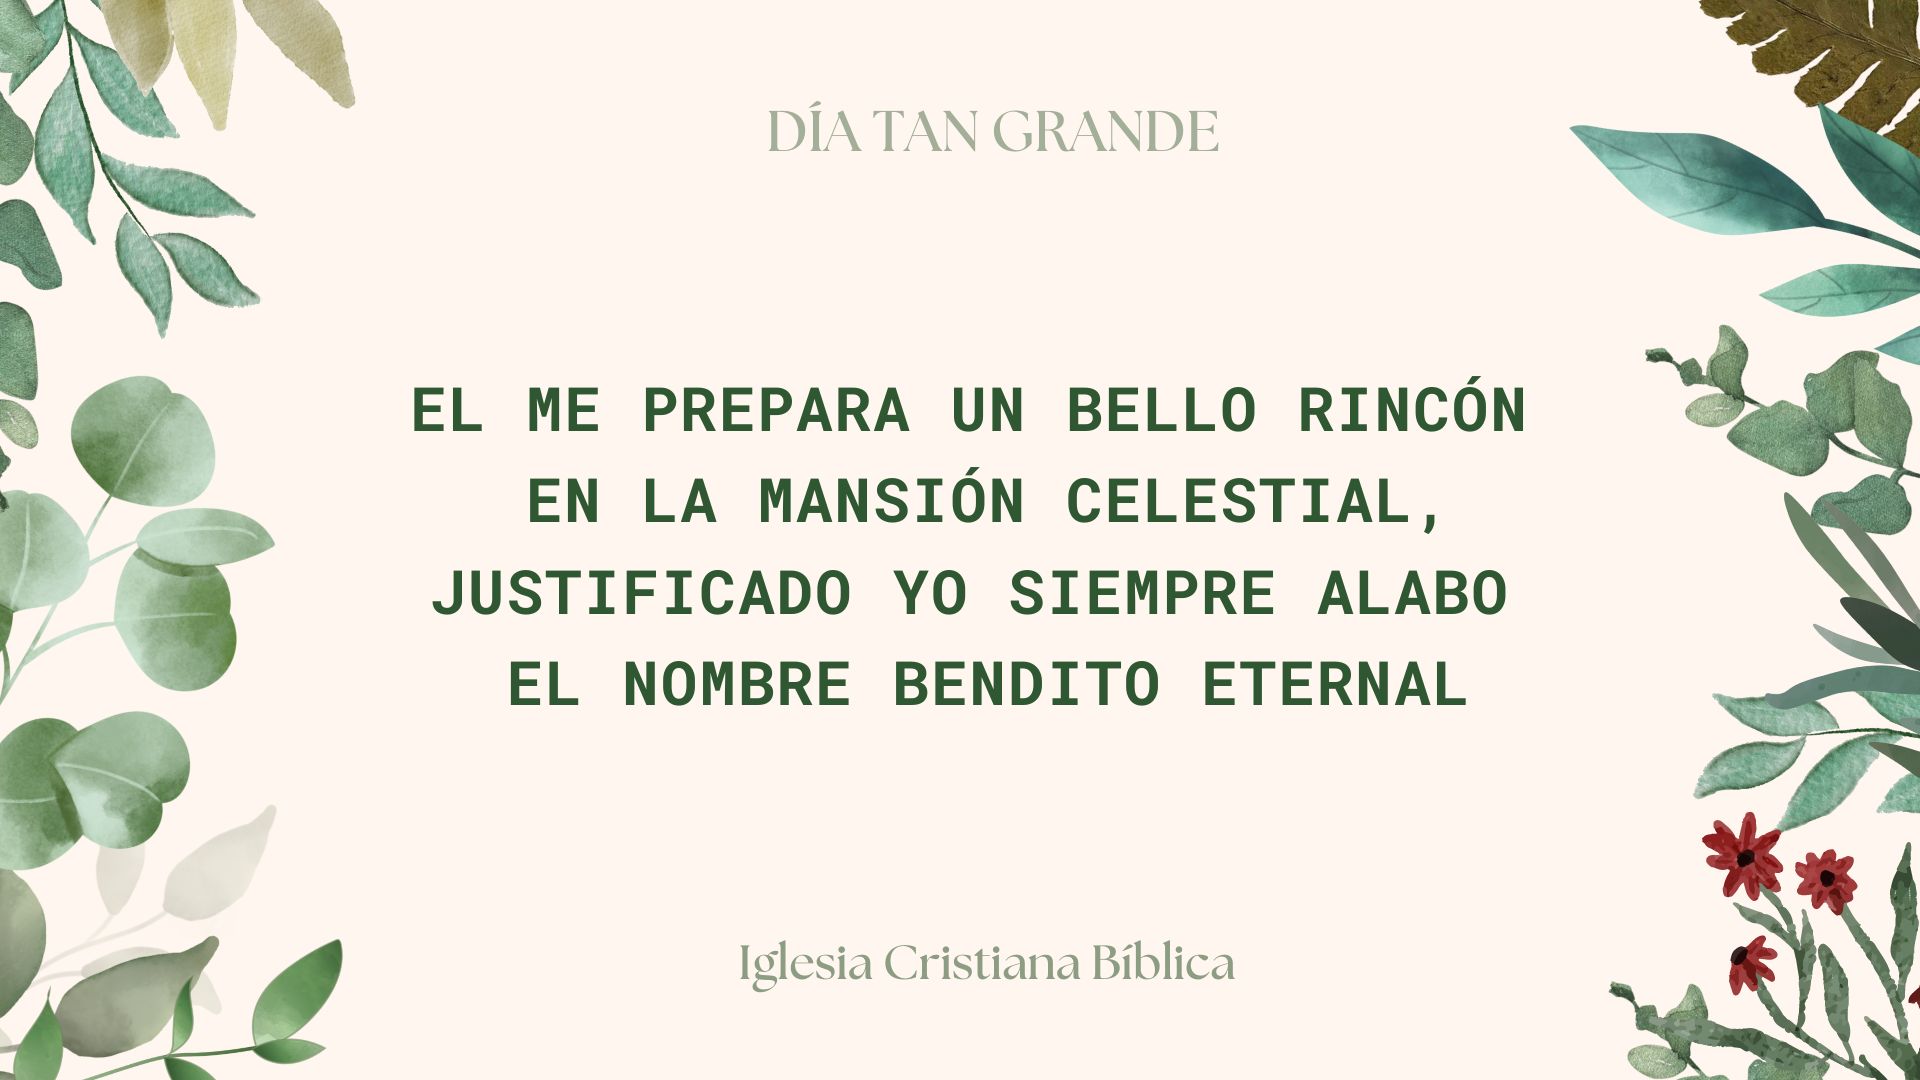 DÍA TAN GRANDE
EL ME PREPARA UN BELLO RINCÓN
EN LA MANSIÓN CELESTIAL,
JUSTIFICADO YO SIEMPRE ALABO
EL NOMBRE BENDITO ETERNAL
Iglesia Cristiana Bíblica